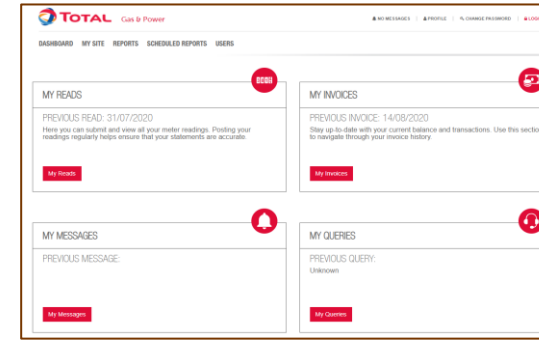 TOTAL Gas & Power
NO MESSAGES | PROFILE | CHANGE PASSWORD |
DASHBOARD MY SITE REPORTS SCHEDULED REPORTS USERS
MY READS
PREVIOUS READ: 31/07/2020
Here you can submit and view all your meter readings. Posting your
readings regularly helps ensure that your statements are accurate.
My Reads
MY INVOICES
PREVIOUS INVOICE: 14/08/2020
Stay up-to-date with your current balance and transactions. Use this sectio
to navigate through your invoice history.
My Invoices
MY MESSAGES
PREVIOUS MESSAGE:
My Messages
MY QUERIES
PREVIOUS QUERY:
Unknown
My Queries